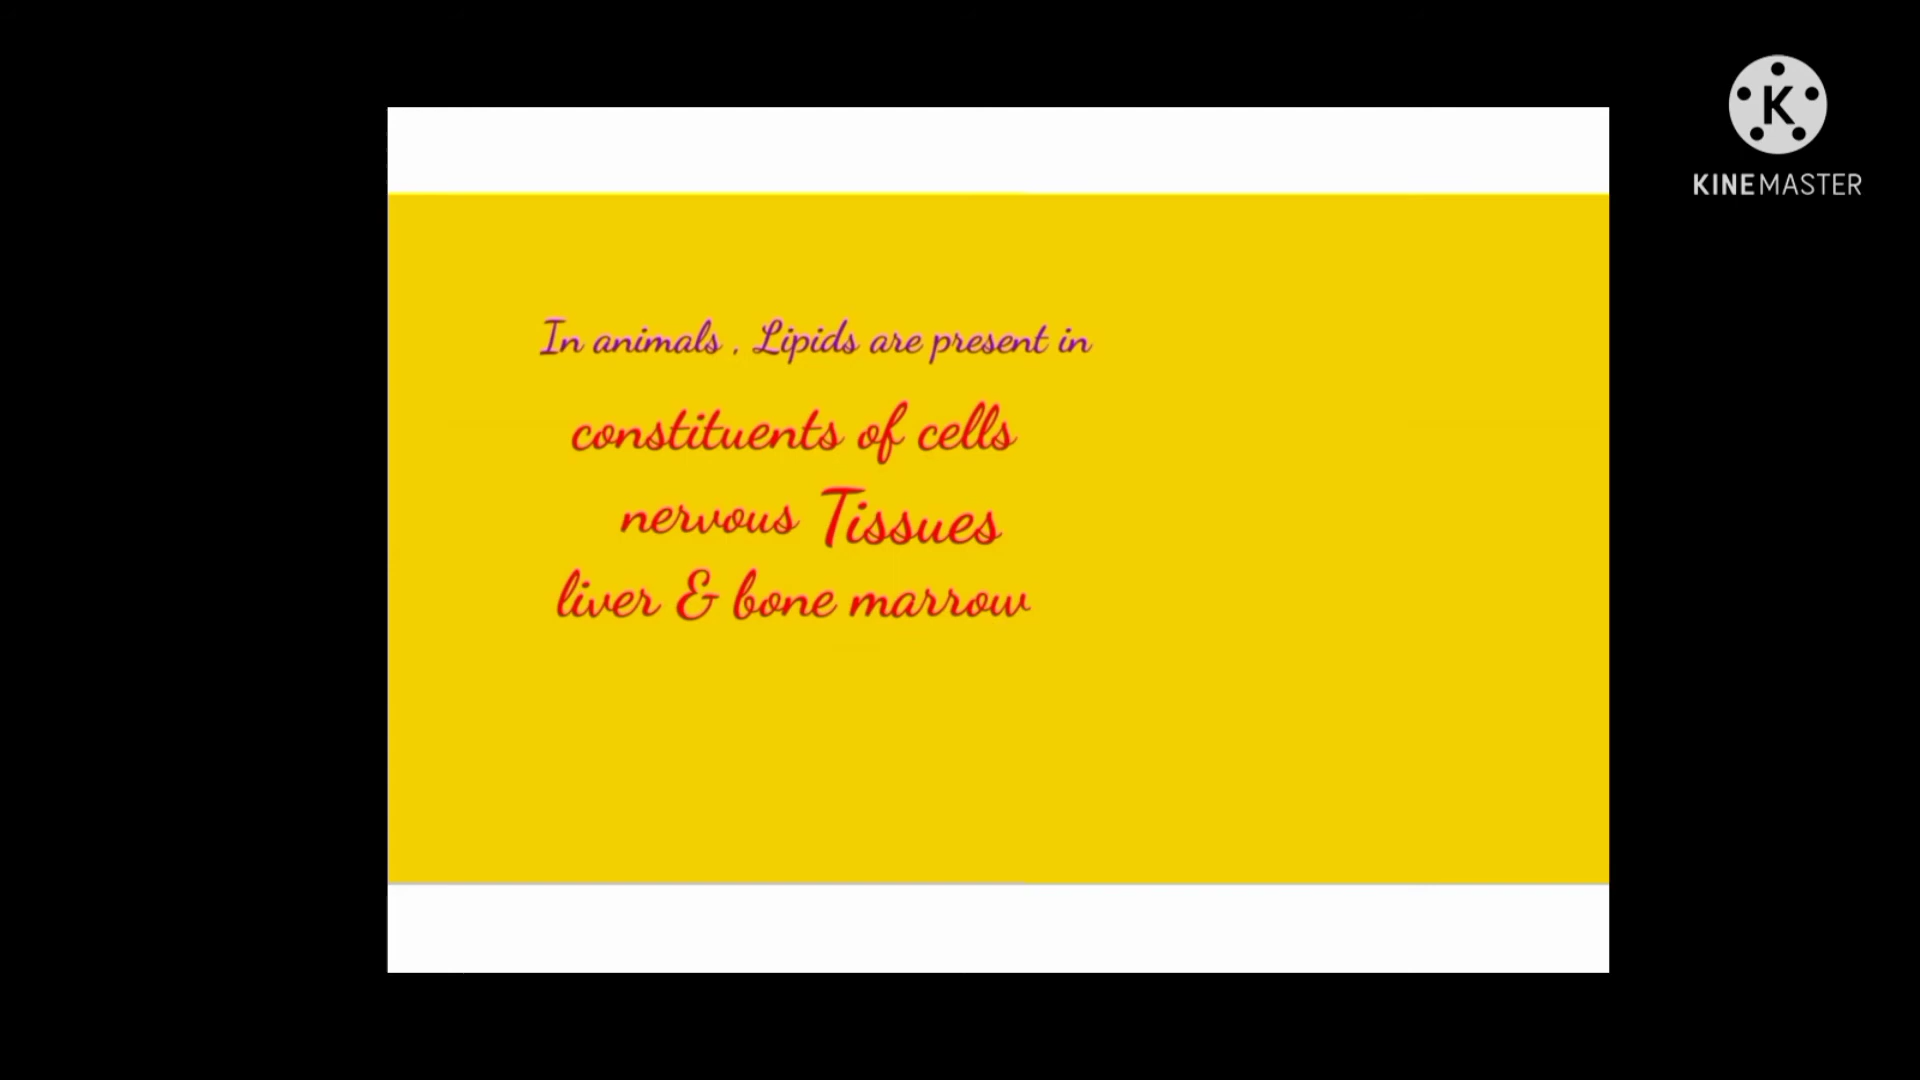 In animals , Lipids are present in
constituents of cells
nervous Tissues
liver & bone marrow
K
KINEMASTER